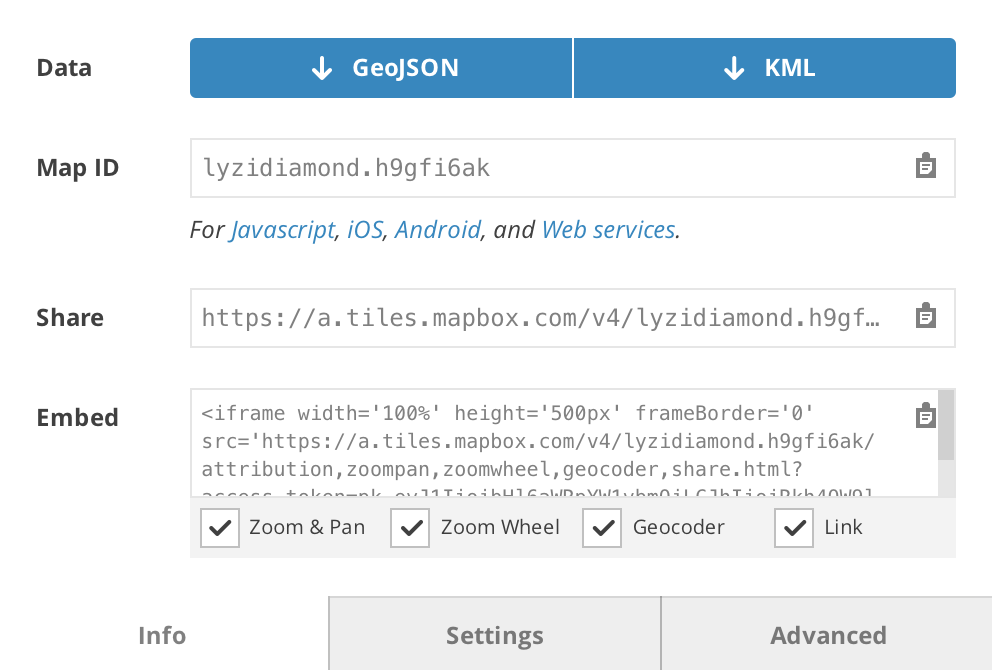 Data
GeoJSON
KML
Map ID
lyzidiamond.h9gfi6ak
For Javascript, iOS, Android, and Web services.
Share
https://a.tiles.mapbox.com/v4/lyzidiamond.h9gf…
Embed
<iframe width='100%' height='500px' frameBorder='0'
src='https://a.tiles.mapbox.com/v4/lyzidiamond.h9gfi6ak/
attribution,zoompan,zoomwheel,geocoder,share.html?
Zoom & Pan
Zoom Wheel
Geocoder
Link
Info
Settings
Advanced